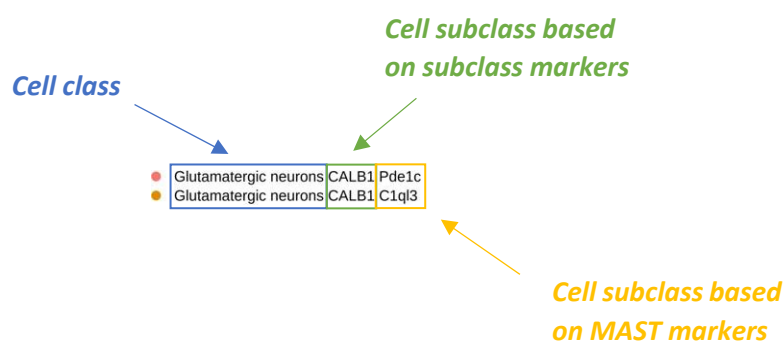 Cell subclass based
on subclass markers
Cell class
Glutamatergic neurons CALB1 Pde1c
Glutamatergic neurons CALB1 C1ql3
Cell subclass based
on MAST markers